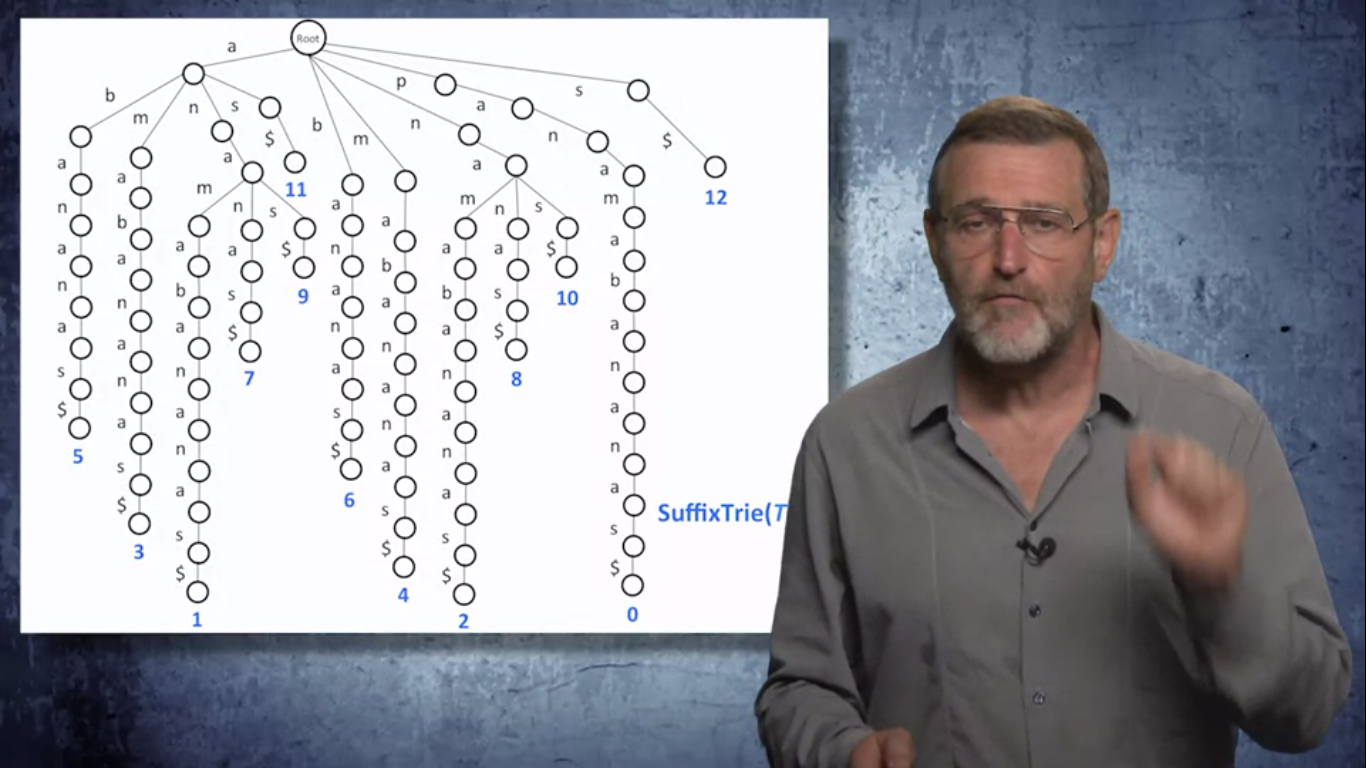 Root
a
b a n a n a s $ 5
m a b a n a n a s $ 3
n a
m a b a n a n a s $ 1
n a s $ 7
s $ 9
s $ 11
b a n a n a s $ 6
m a b a n a n a s $ 4
n a
m a b a n a n a s $ 2
n a s $ 8
s $ 10
p a n a m a b a n a n a s $ 0
s $ 12
SuffixTrie(T